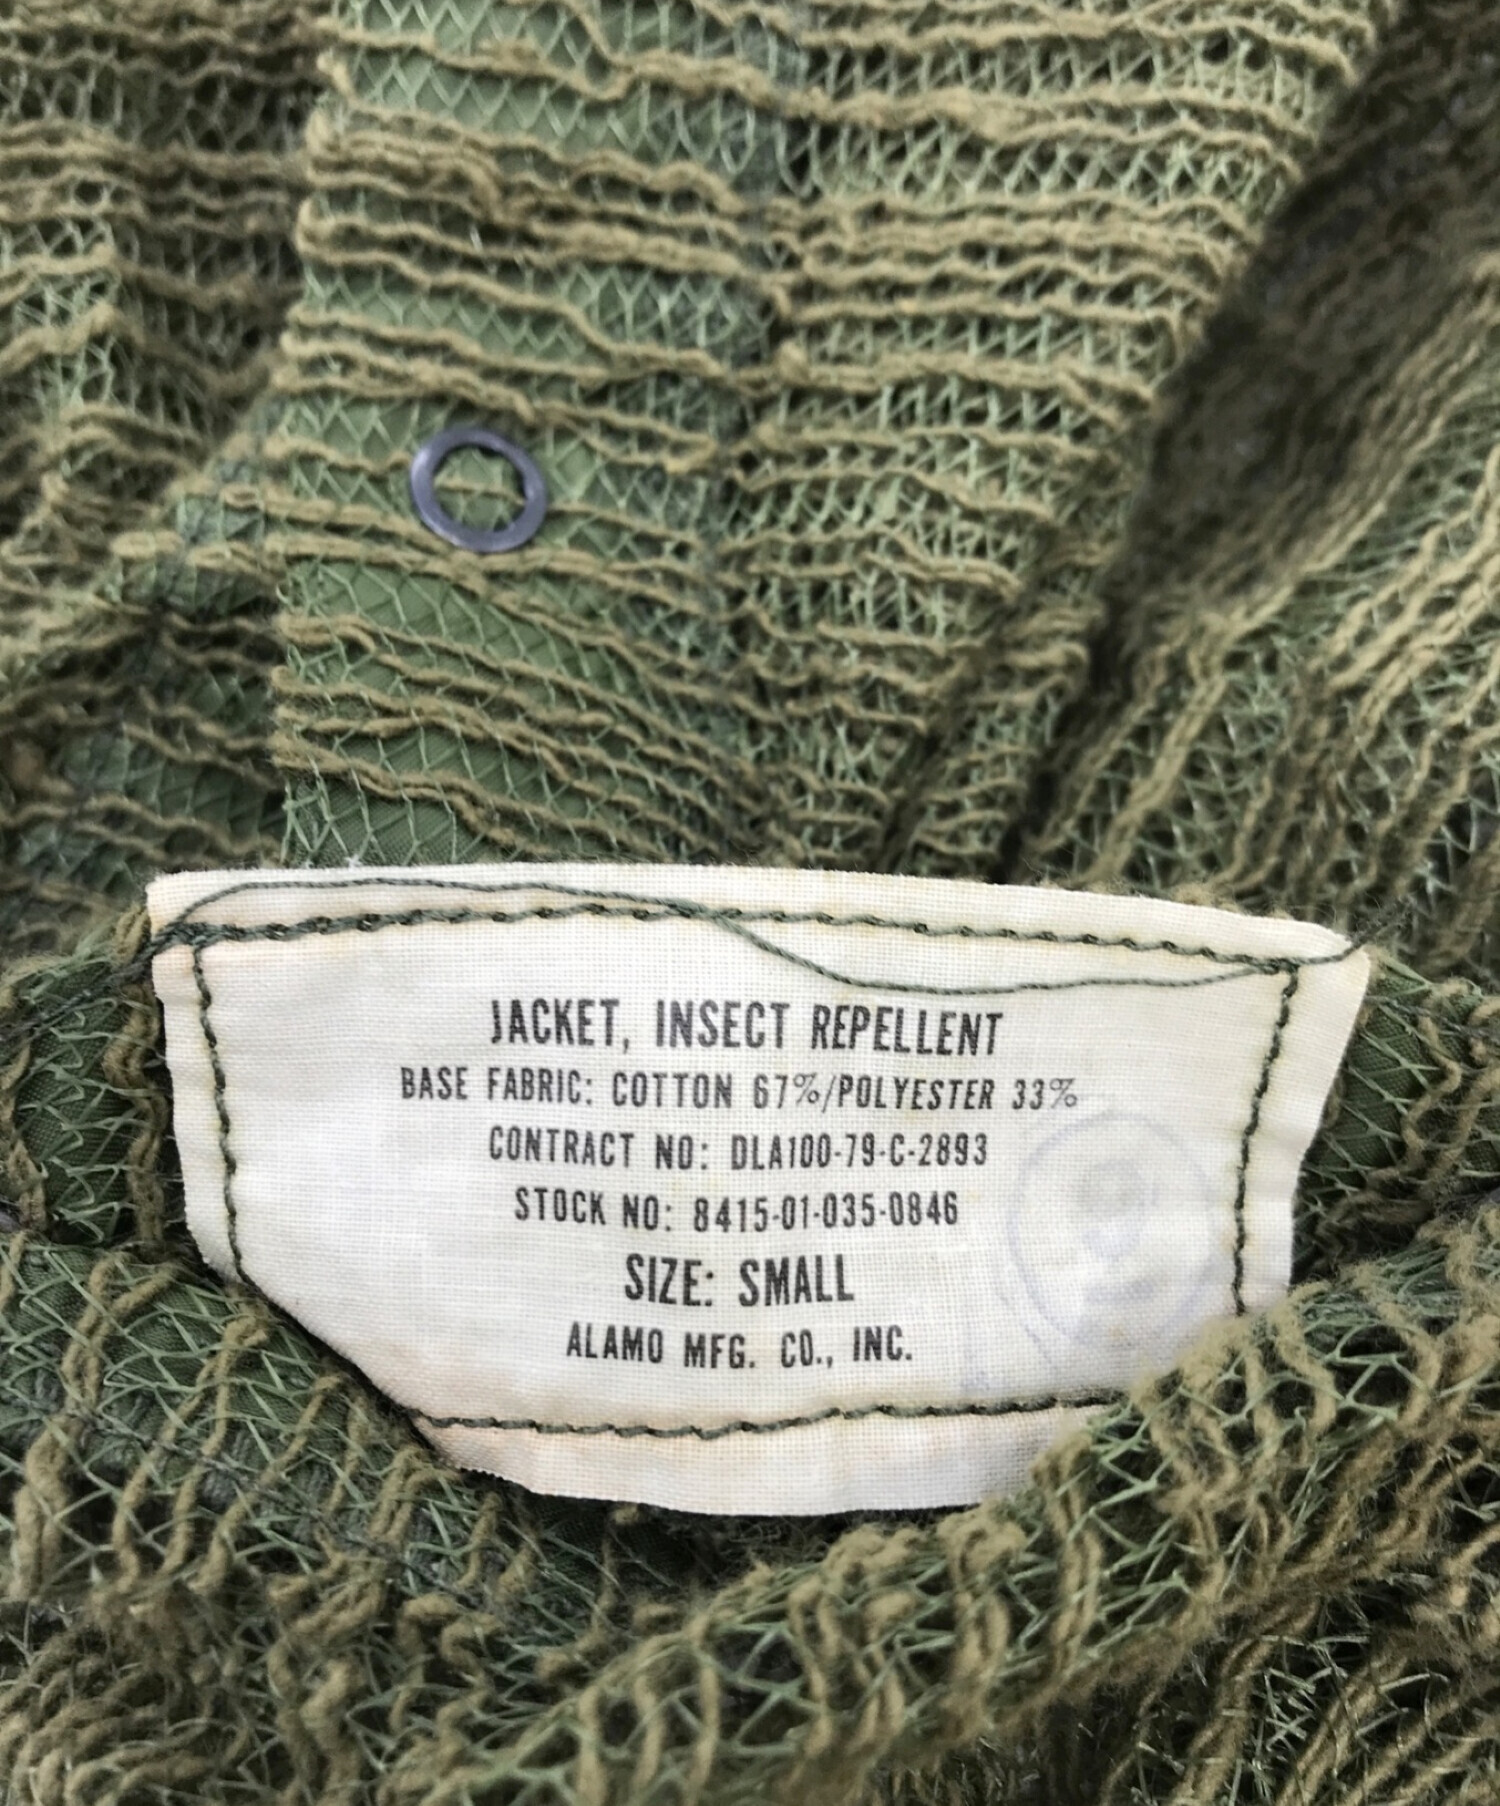 JACKET, INSECT REPELLENT
BASE FABRIC: COTTON 67%/POLYESTER 33%
CONTRACT NO: DLA100-79-C-2893
STOCK NO: 8415-01-035-0846
SIZE: SMALL
ALAMO MFG. CO., INC.